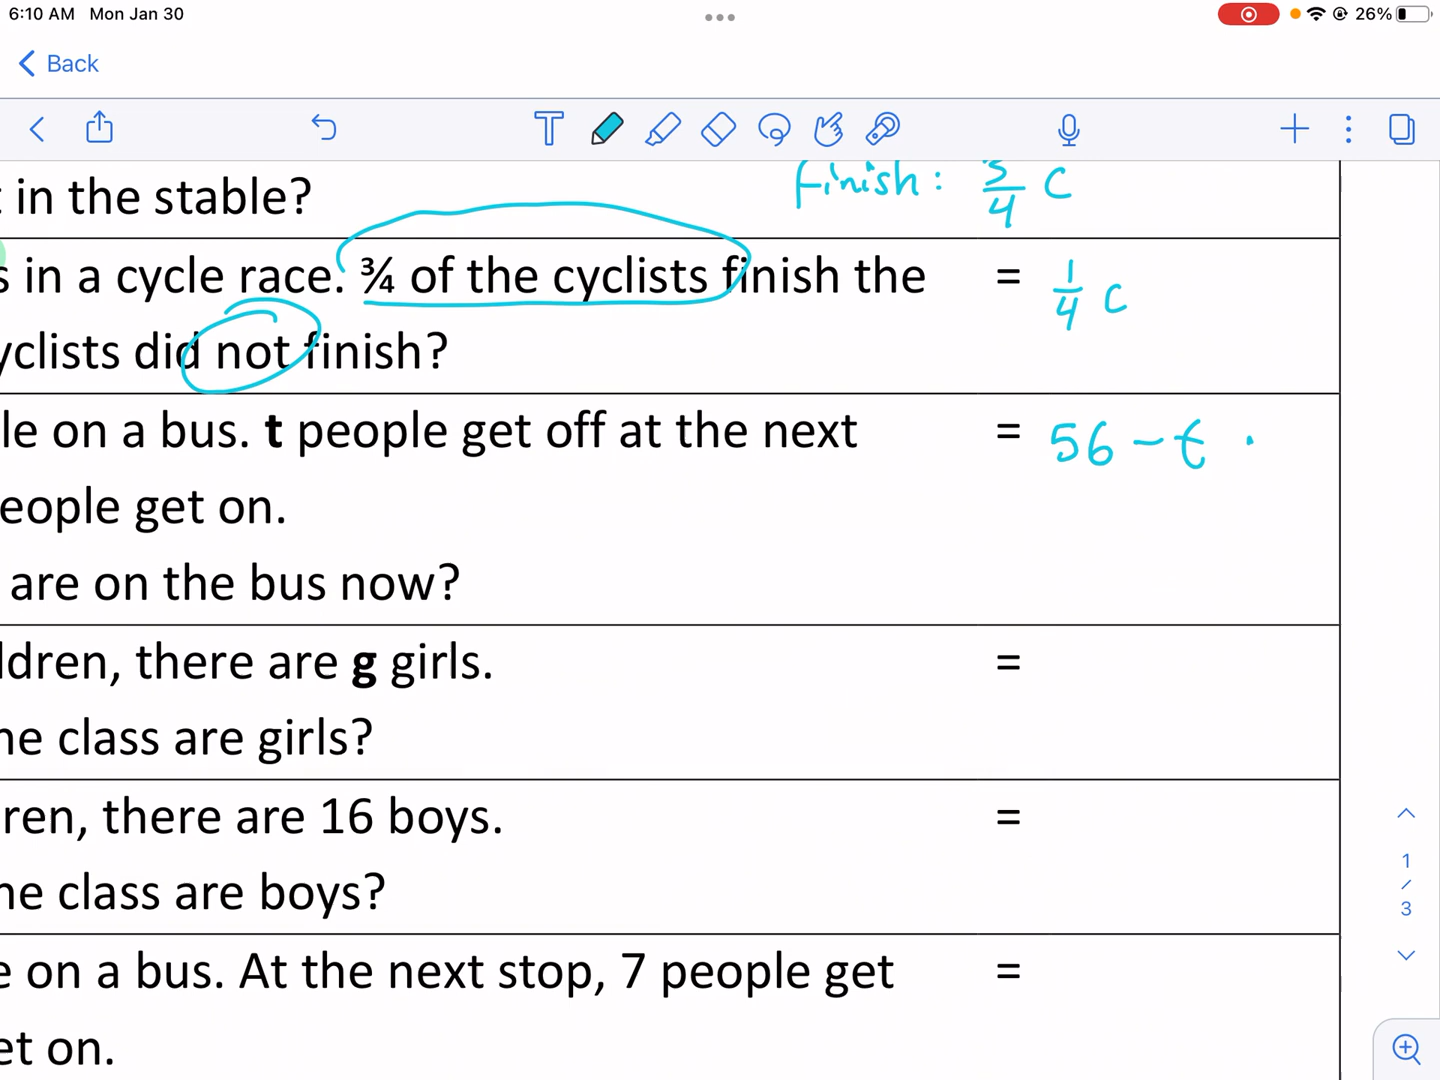 6:10 AM Mon Jan 30
26%
Back
T
t in the stable?
Finish: 3/4 C
s in a cycle race. ¾ of the cyclists finish the
= 1/4 C
yclists did not finish?
le on a bus. t people get off at the next
= 56 - t
eople get on.
are on the bus now?
ldren, there are g girls.
=
ne class are girls?
ren, there are 16 boys.
=
ne class are boys?
e on a bus. At the next stop, 7 people get
=
et on.
1
/
3